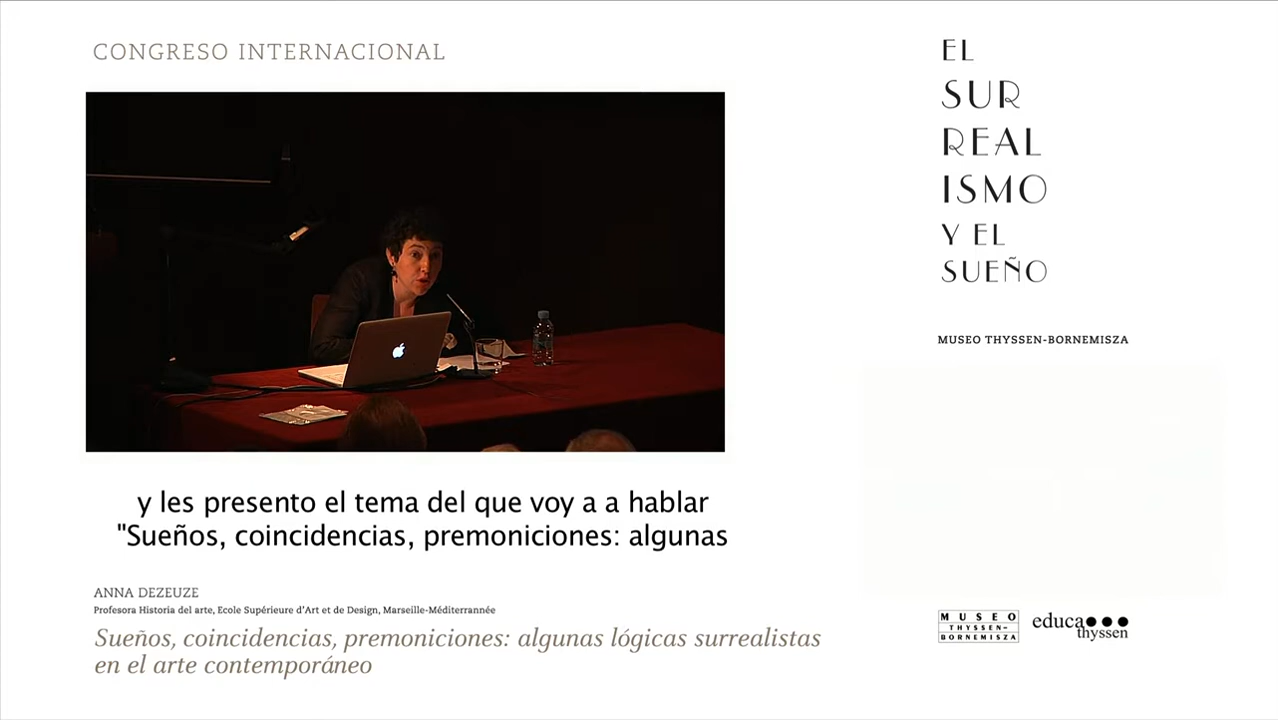 CONGRESO INTERNACIONAL
EL
SUR
REAL
ISMO
Y EL
SUEÑO
MUSEO THYSSEN-BORNEMISZA
y les presento el tema del que voy a a hablar
"Sueños, coincidencias, premoniciones: algunas
ANNA DEZEUZE
Profesora Historia del arte, Ecole Supérieure d'Art et de Design, Marseille-Méditerrannée
Sueños, coincidencias, premoniciones: algunas lógicas surrealistas
en el arte contemporáneo
MUSEO
THYSSEN-
BORNEMISZA
educa
thyssen